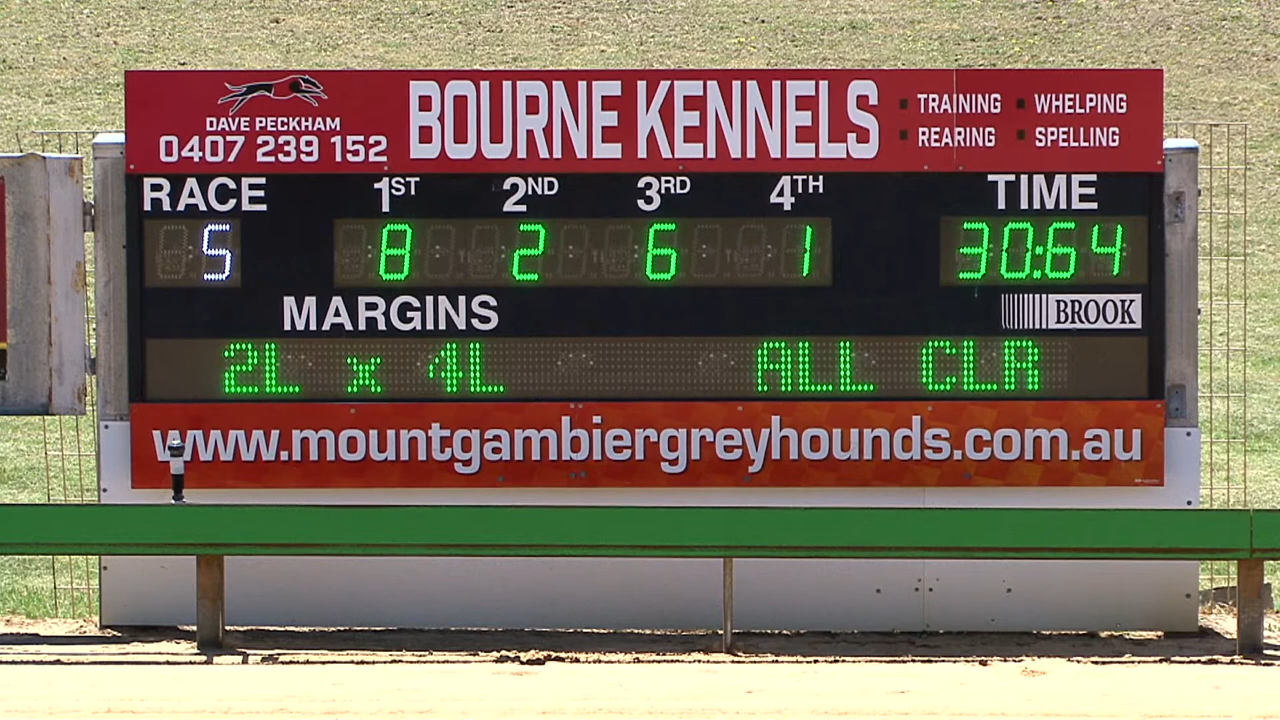 DAVE PECKHAM
0407 239 152
BOURNE KENNELS
TRAINING WHELPING
REARING SPELLING
RACE 1ST 2ND 3RD 4TH TIME
5 8 2 6 1 30:64
MARGINS
BROOK
2L x 4L ALL CLR
www.mountgambiergreyhounds.com.au